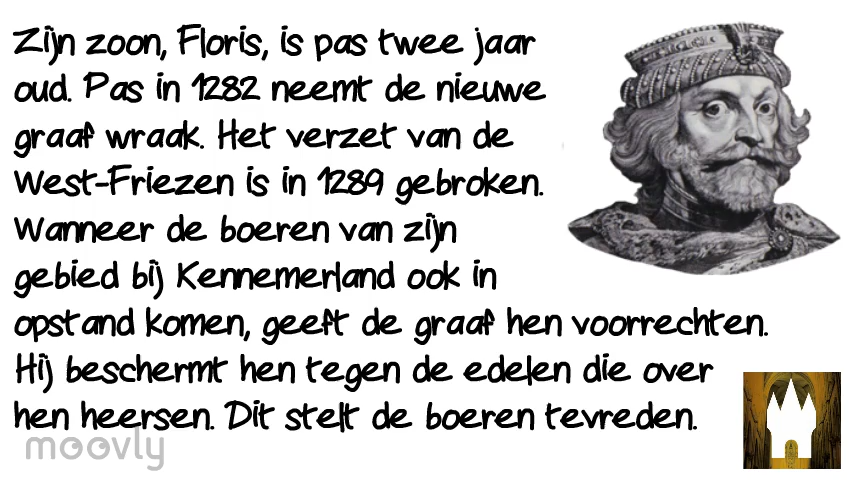 Zijn zoon, Floris, is pas twee jaar
oud. Pas in 1282 neemt de nieuwe
graaf wraak. Het verzet van de
West-Friezen is in 1289 gebroken.
Wanneer de boeren van zijn
gebied bij Kennemerland ook in
opstand komen, geeft de graaf hen voorrechten.
Hij beschermt hen tegen de edelen die over
hen heersen. Dit stelt de boeren tevreden.
moovly